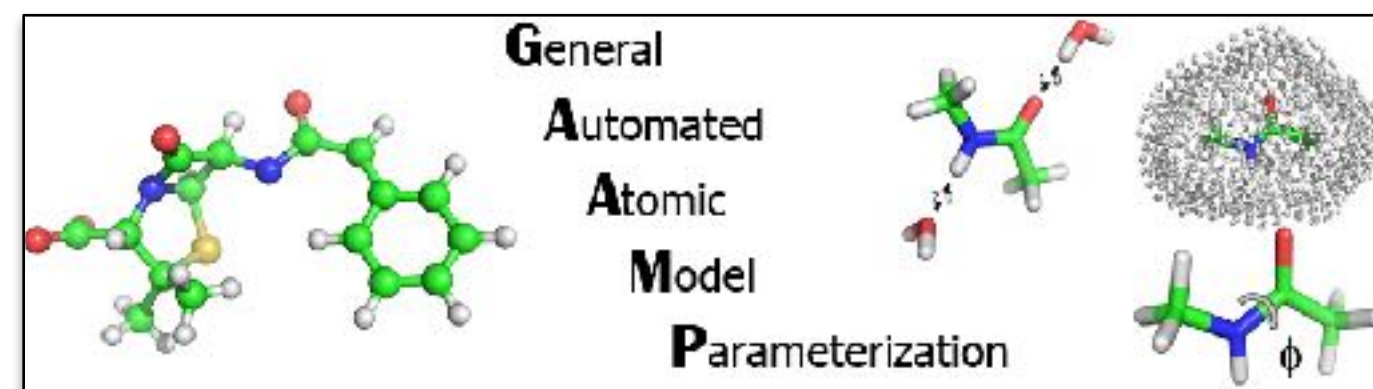 General
Automated
Atomic
Model
Parameterization
ϕ